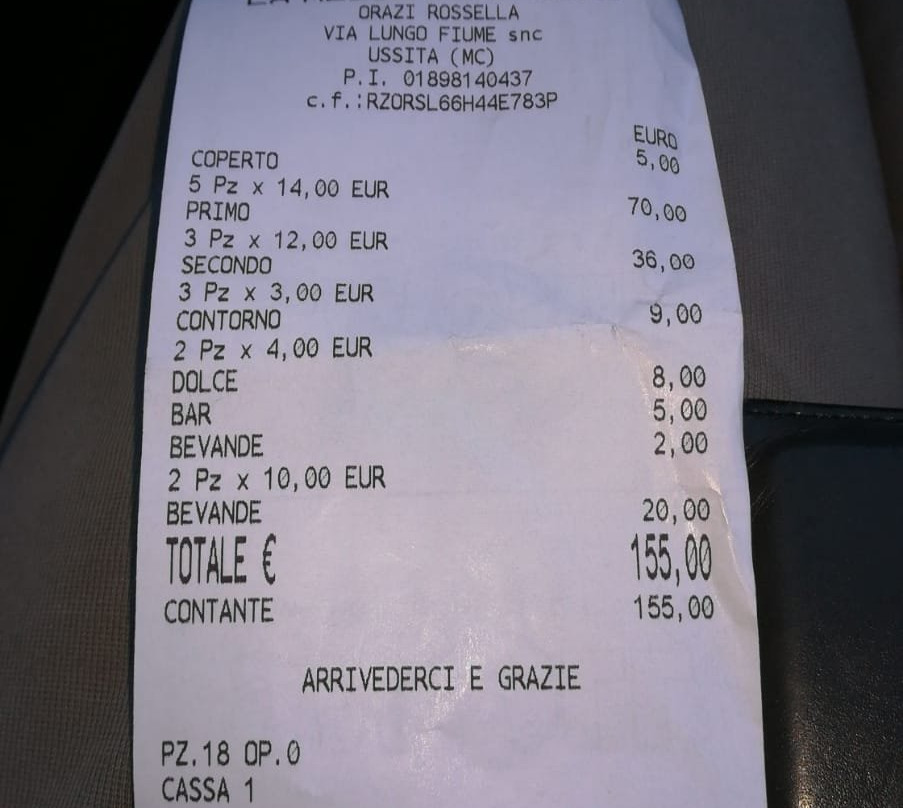 ORAZI ROSSELLA
VIA LUNGO FIUME snc
USSITA (MC)
P.I. 01898140437
c.f.:RZORSL66H44E783P
EURO
COPERTO 5,00
5 Pz x 14,00 EUR
PRIMO 70,00
3 Pz x 12,00 EUR
SECONDO 36,00
3 Pz x 3,00 EUR
CONTORNO 9,00
2 Pz x 4,00 EUR
DOLCE 8,00
BAR 5,00
BEVANDE 2,00
2 Pz x 10,00 EUR
BEVANDE 20,00
TOTALE € 155,00
CONTANTE 155,00
ARRIVEDERCI E GRAZIE
PZ.18 OP.0
CASSA 1